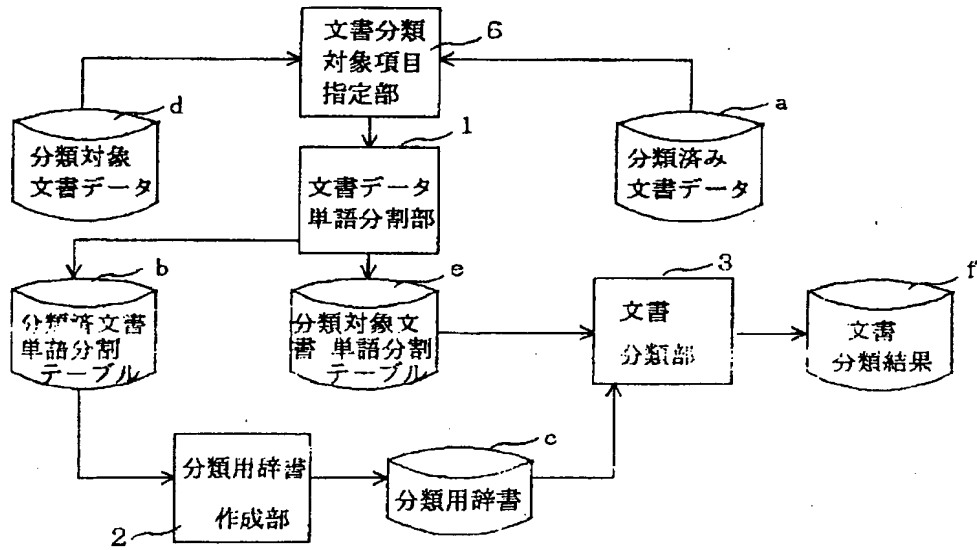 文書分類
対象項目
指定部
6
d
分類対象
文書データ
a
分類済み
文書データ
1
文書データ
単語分割部
b
分類済文書
単語分割
テーブル
e
分類対象文
書 単語分割
テーブル
3
文書
分類部
f
文書
分類結果
2
分類用辞書
作成部
c
分類用辞書